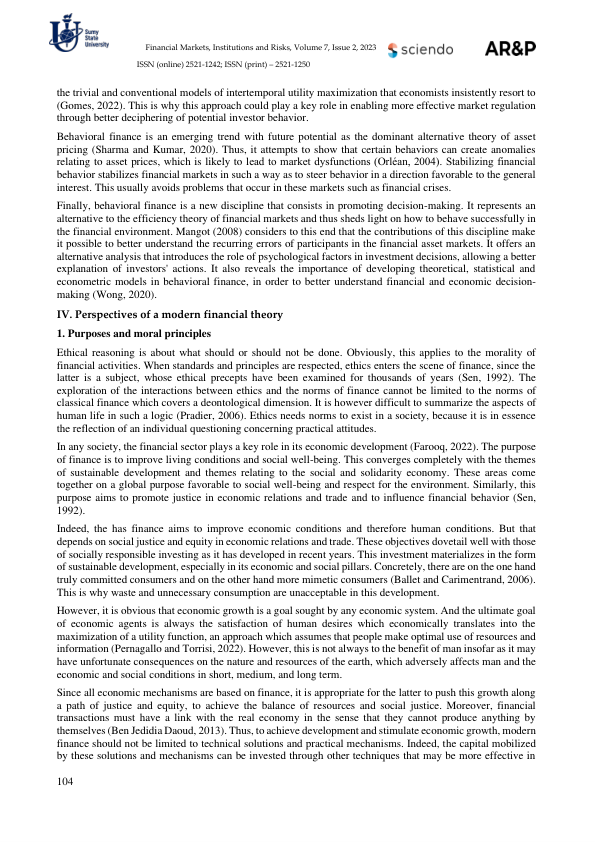 Sumy
State
University
Financial Markets, Institutions and Risks, Volume 7, Issue 2, 2023
sciendo
AR&P
ISSN (online) 2521-1242; ISSN (print) – 2521-1250
the trivial and conventional models of intertemporal utility maximization that economists insistently resort to
(Gomes, 2022). This is why this approach could play a key role in enabling more effective market regulation
through better deciphering of potential investor behavior.
Behavioral finance is an emerging trend with future potential as the dominant alternative theory of asset
pricing (Sharma and Kumar, 2020). Thus, it attempts to show that certain behaviors can create anomalies
relating to asset prices, which is likely to lead to market dysfunctions (Orléan, 2004). Stabilizing financial
behavior stabilizes financial markets in such a way as to steer behavior in a direction favorable to the general
interest. This usually avoids problems that occur in these markets such as financial crises.
Finally, behavioral finance is a new discipline that consists in promoting decision-making. It represents an
alternative to the efficiency theory of financial markets and thus sheds light on how to behave successfully in
the financial environment. Mangot (2008) considers to this end that the contributions of this discipline make
it possible to better understand the recurring errors of participants in the financial asset markets. It offers an
alternative analysis that introduces the role of psychological factors in investment decisions, allowing a better
explanation of investors' actions. It also reveals the importance of developing theoretical, statistical and
econometric models in behavioral finance, in order to better understand financial and economic decision-
making (Wong, 2020).
IV. Perspectives of a modern financial theory
1. Purposes and moral principles
Ethical reasoning is about what should or should not be done. Obviously, this applies to the morality of
financial activities. When standards and principles are respected, ethics enters the scene of finance, since the
latter is a subject, whose ethical precepts have been examined for thousands of years (Sen, 1992). The
exploration of the interactions between ethics and the norms of finance cannot be limited to the norms of
classical finance which covers a deontological dimension. It is however difficult to summarize the aspects of
human life in such a logic (Pradier, 2006). Ethics needs norms to exist in a society, because it is in essence
the reflection of an individual questioning concerning practical attitudes.
In any society, the financial sector plays a key role in its economic development (Farooq, 2022). The purpose
of finance is to improve living conditions and social well-being. This converges completely with the themes
of sustainable development and themes relating to the social and solidarity economy. These areas come
together on a global purpose favorable to social well-being and respect for the environment. Similarly, this
purpose aims to promote justice in economic relations and trade and to influence financial behavior (Sen,
1992).
Indeed, the has finance aims to improve economic conditions and therefore human conditions. But that
depends on social justice and equity in economic relations and trade. These objectives dovetail well with those
of socially responsible investing as it has developed in recent years. This investment materializes in the form
of sustainable development, especially in its economic and social pillars. Concretely, there are on the one hand
truly committed consumers and on the other hand more mimetic consumers (Ballet and Carimentrand, 2006).
This is why waste and unnecessary consumption are unacceptable in this development.
However, it is obvious that economic growth is a goal sought by any economic system. And the ultimate goal
of economic agents is always the satisfaction of human desires which economically translates into the
maximization of a utility function, an approach which assumes that people make optimal use of resources and
information (Pernagallo and Torrisi, 2022). However, this is not always to the benefit of man insofar as it may
have unfortunate consequences on the nature and resources of the earth, which adversely affects man and the
economic and social conditions in short, medium, and long term.
Since all economic mechanisms are based on finance, it is appropriate for the latter to push this growth along
a path of justice and equity, to achieve the balance of resources and social justice. Moreover, financial
transactions must have a link with the real economy in the sense that they cannot produce anything by
themselves (Ben Jedidia Daoud, 2013). Thus, to achieve development and stimulate economic growth, modern
finance should not be limited to technical solutions and practical mechanisms. Indeed, the capital mobilized
by these solutions and mechanisms can be invested through other techniques that may be more effective in
104